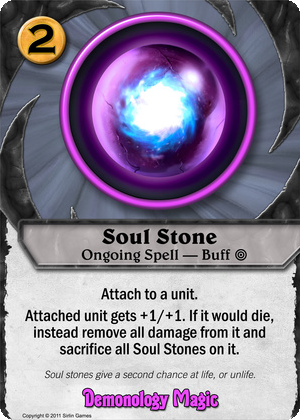 2
Soul Stone
Ongoing Spell — Buff ◎
Attach to a unit.
Attached unit gets +1/+1. If it would die,
instead remove all damage from it and
sacrifice all Soul Stones on it.
Soul stones give a second chance at life, or unlife.
Demonology Magic
Copyright © 2011 Sirlin Games